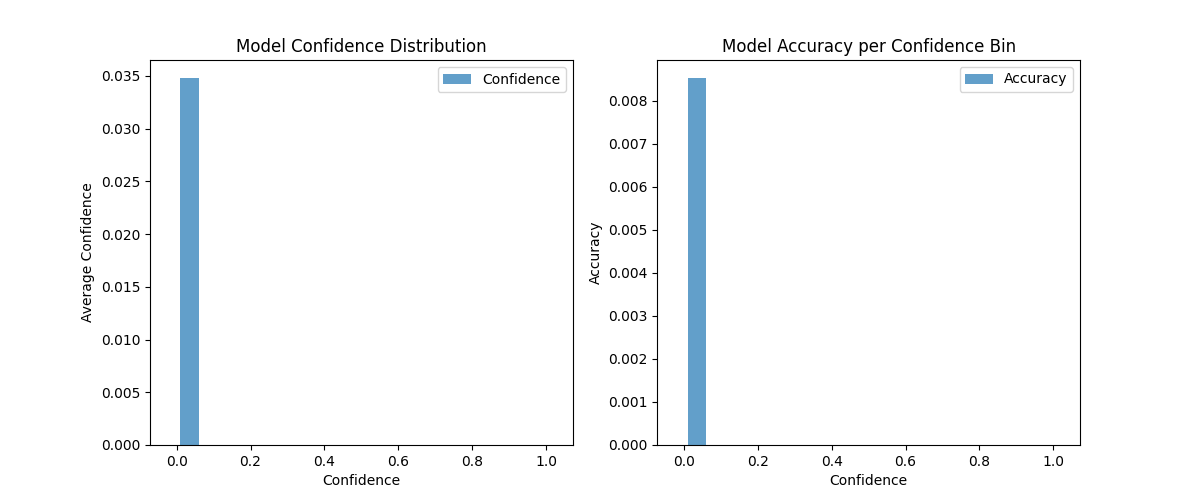 Model Confidence Distribution
Confidence
0.035
0.030
0.025
0.020
0.015
0.010
0.005
0.000
Average Confidence
0.0 0.2 0.4 0.6 0.8 1.0
Confidence
Model Accuracy per Confidence Bin
Accuracy
0.008
0.007
0.006
0.005
0.004
0.003
0.002
0.001
0.000
Accuracy
0.0 0.2 0.4 0.6 0.8 1.0
Confidence